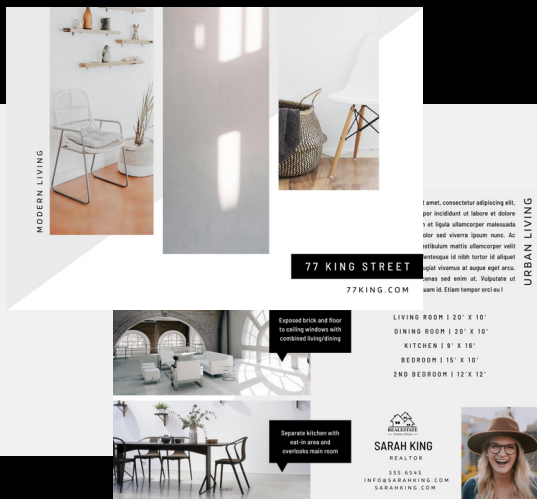 MODERN LIVING
77 KING STREET
77KING.COM
amet, consectetur adipiscing elit,
por incididunt ut labore et dolore
et ligula ullamcorper malesuada
olor sed viverra ipsum nunc. Ac
estibulum mattis ullamcorper velit
entesque id nibh tortor id aliquet
ugiat vivamus at augue eget arcu.
enas sed enim ut. Vulputate ut
uam id. Etiam tempor orci eu l
URBAN LIVING
LIVING ROOM | 20' X 10'
DINING ROOM | 20' X 10'
KITCHEN | 9' X 16'
BEDROOM | 15' X 10'
2ND BEDROOM | 12'X 12'
Exposed brick and floor
to ceiling windows with
combined living/dining
Separate kitchen with
eat-in area and
overlooks main room
REALESTATE
SARAH KING
REALTOR
555.6545
INFO@SARAHKING.COM
SARAHKING.COM